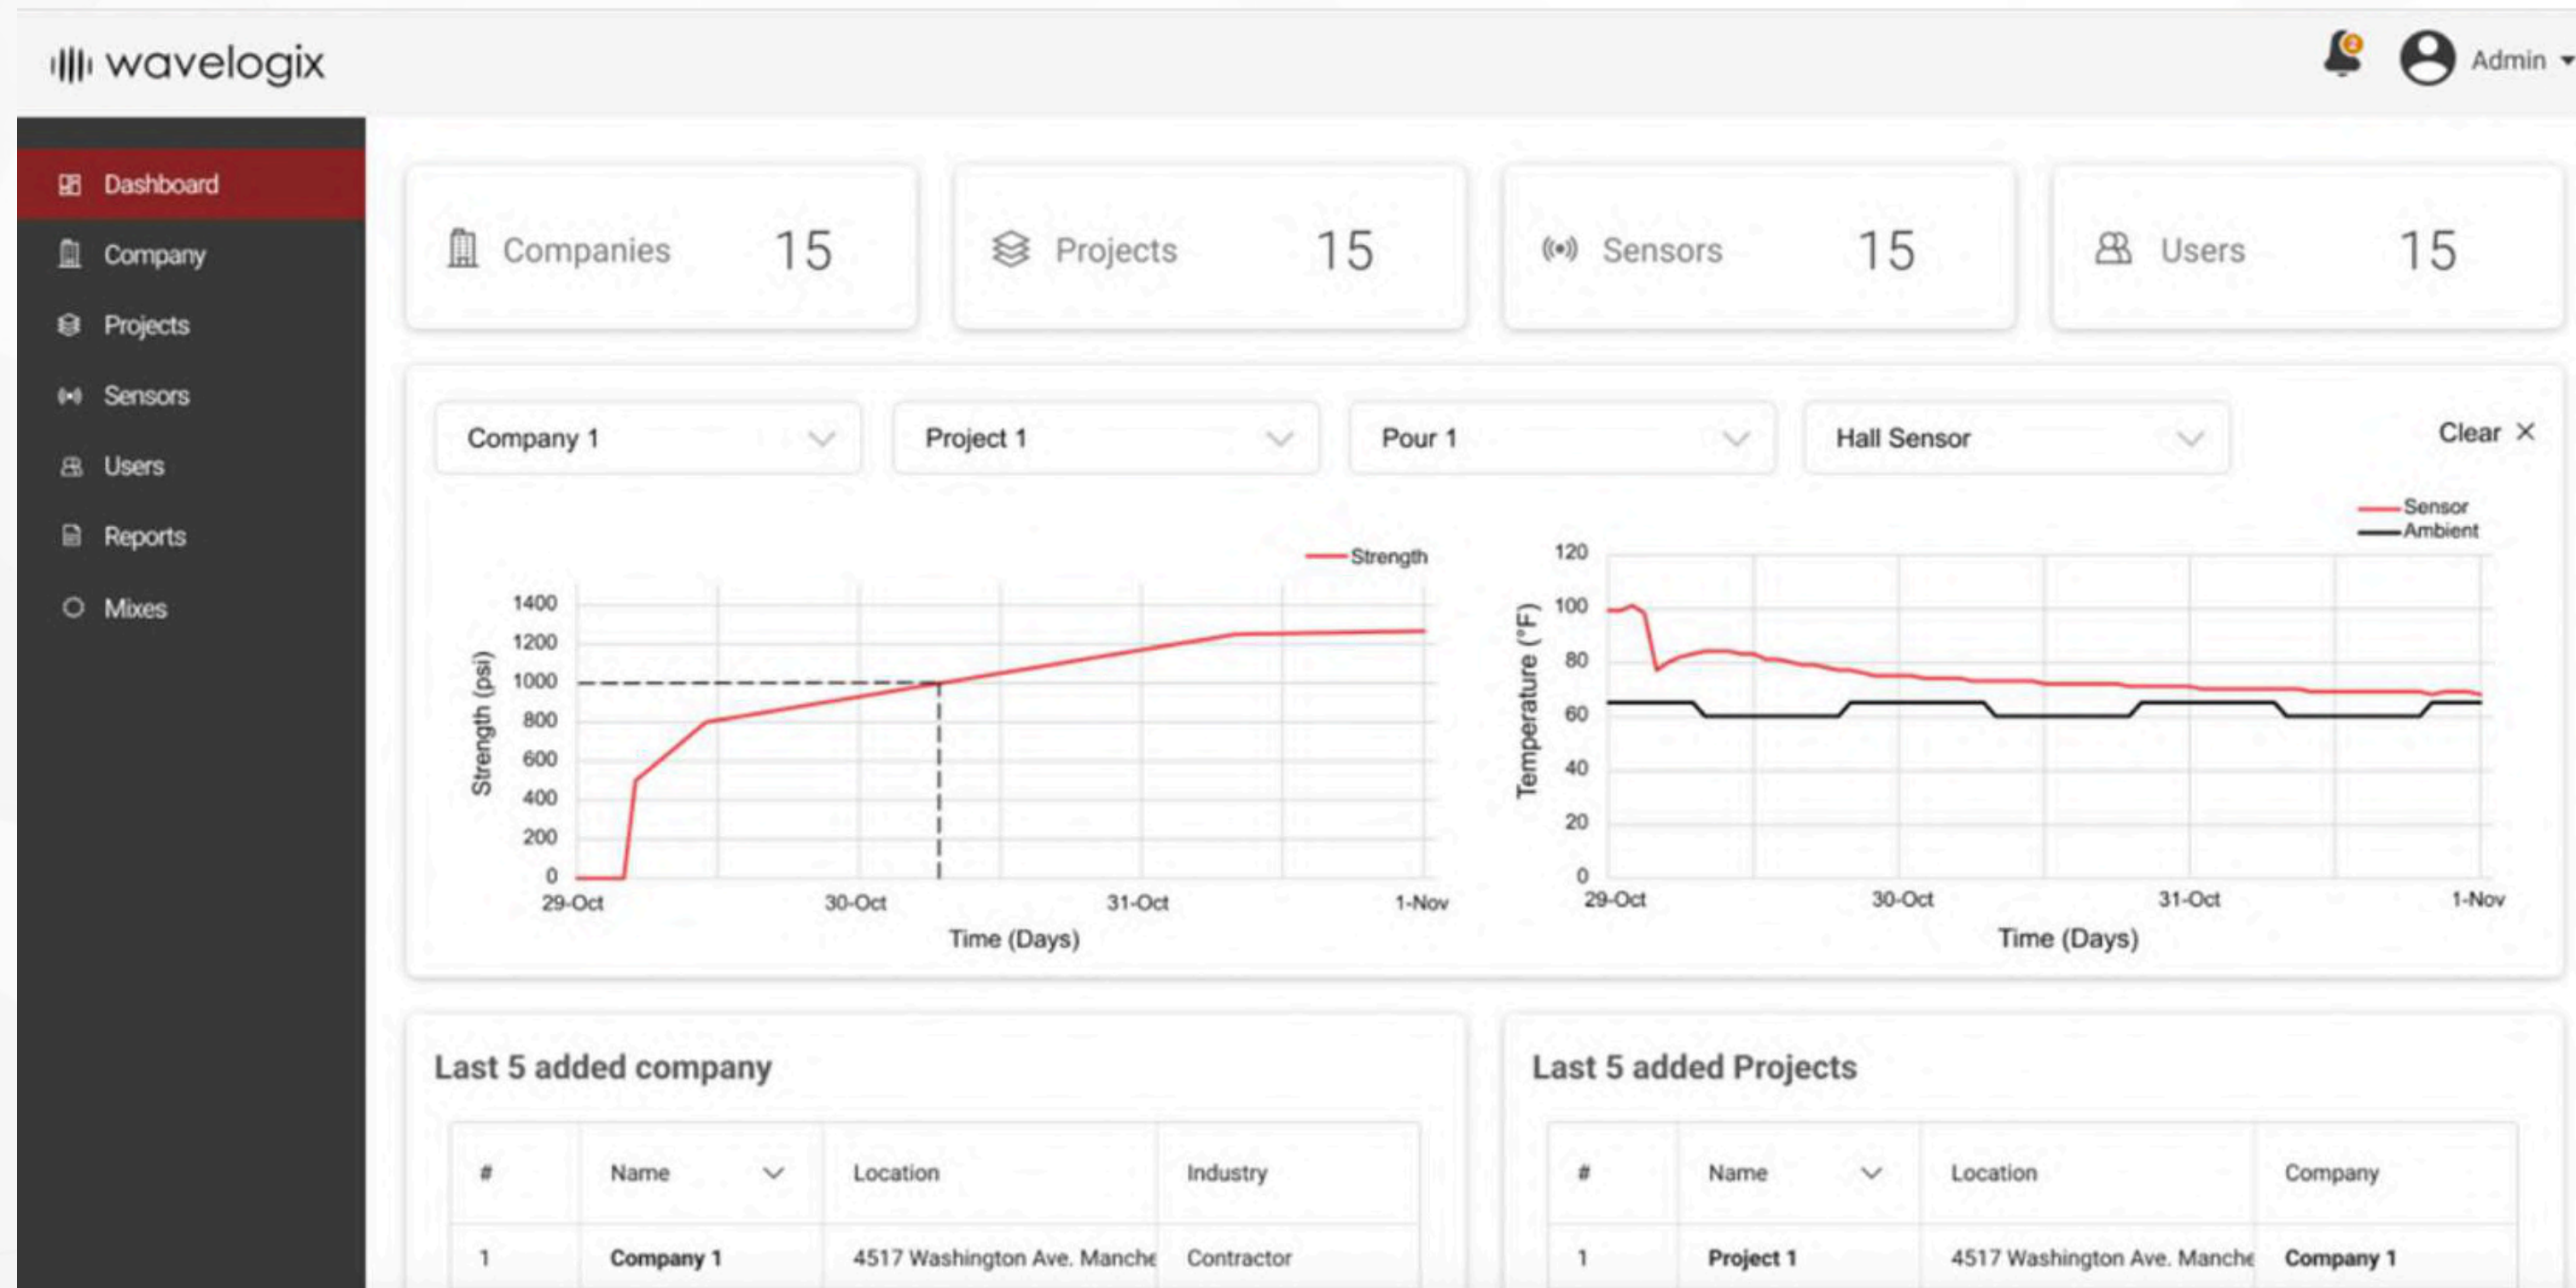 wavelogix
2
Admin
Dashboard
Company
Projects
Sensors
Users
Reports
Mixes
Companies 15
Projects 15
Sensors 15
Users 15
Company 1
Project 1
Pour 1
Hall Sensor
Clear ×
Strength
Strength (psi)
1400
1200
1000
800
600
400
200
0
29-Oct 30-Oct 31-Oct 1-Nov
Time (Days)
Sensor
Ambient
Temperature (°F)
120
100
80
60
40
20
0
29-Oct 30-Oct 31-Oct 1-Nov
Time (Days)
Last 5 added company
# Name Location Industry
1 Company 1 4517 Washington Ave. Manche Contractor
Last 5 added Projects
# Name Location Company
1 Project 1 4517 Washington Ave. Manche Company 1